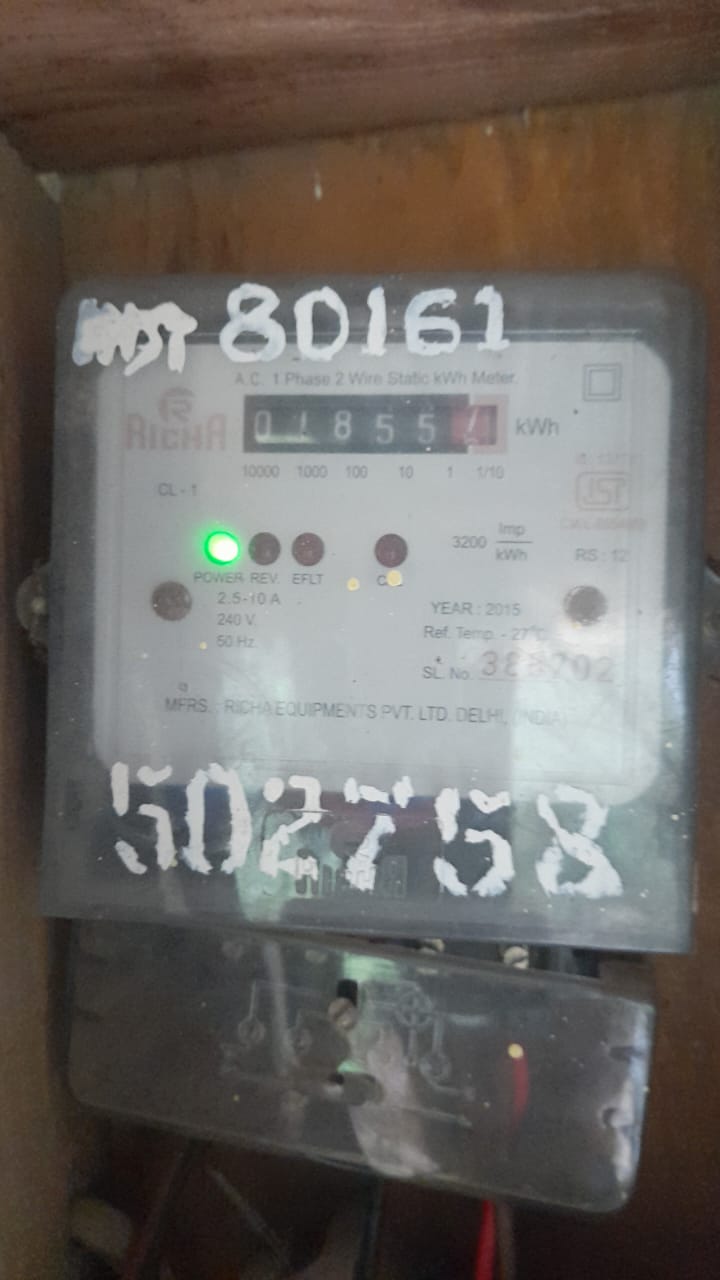 80161
A.C. 1 Phase 2 Wire Static kWh Meter.
RICHA
01855 kWh
10000 1000 100 10 1 1/10
CL - 1
3200 Imp/kWh
RS : 12
POWER REV. EFLT
2.5-10 A
240 V.
50 Hz.
YEAR : 2015
Ref. Temp. - 27°C
SL. No.
MFRS. : RICHA EQUIPMENTS PVT. LTD. DELHI, (INDIA)
502758